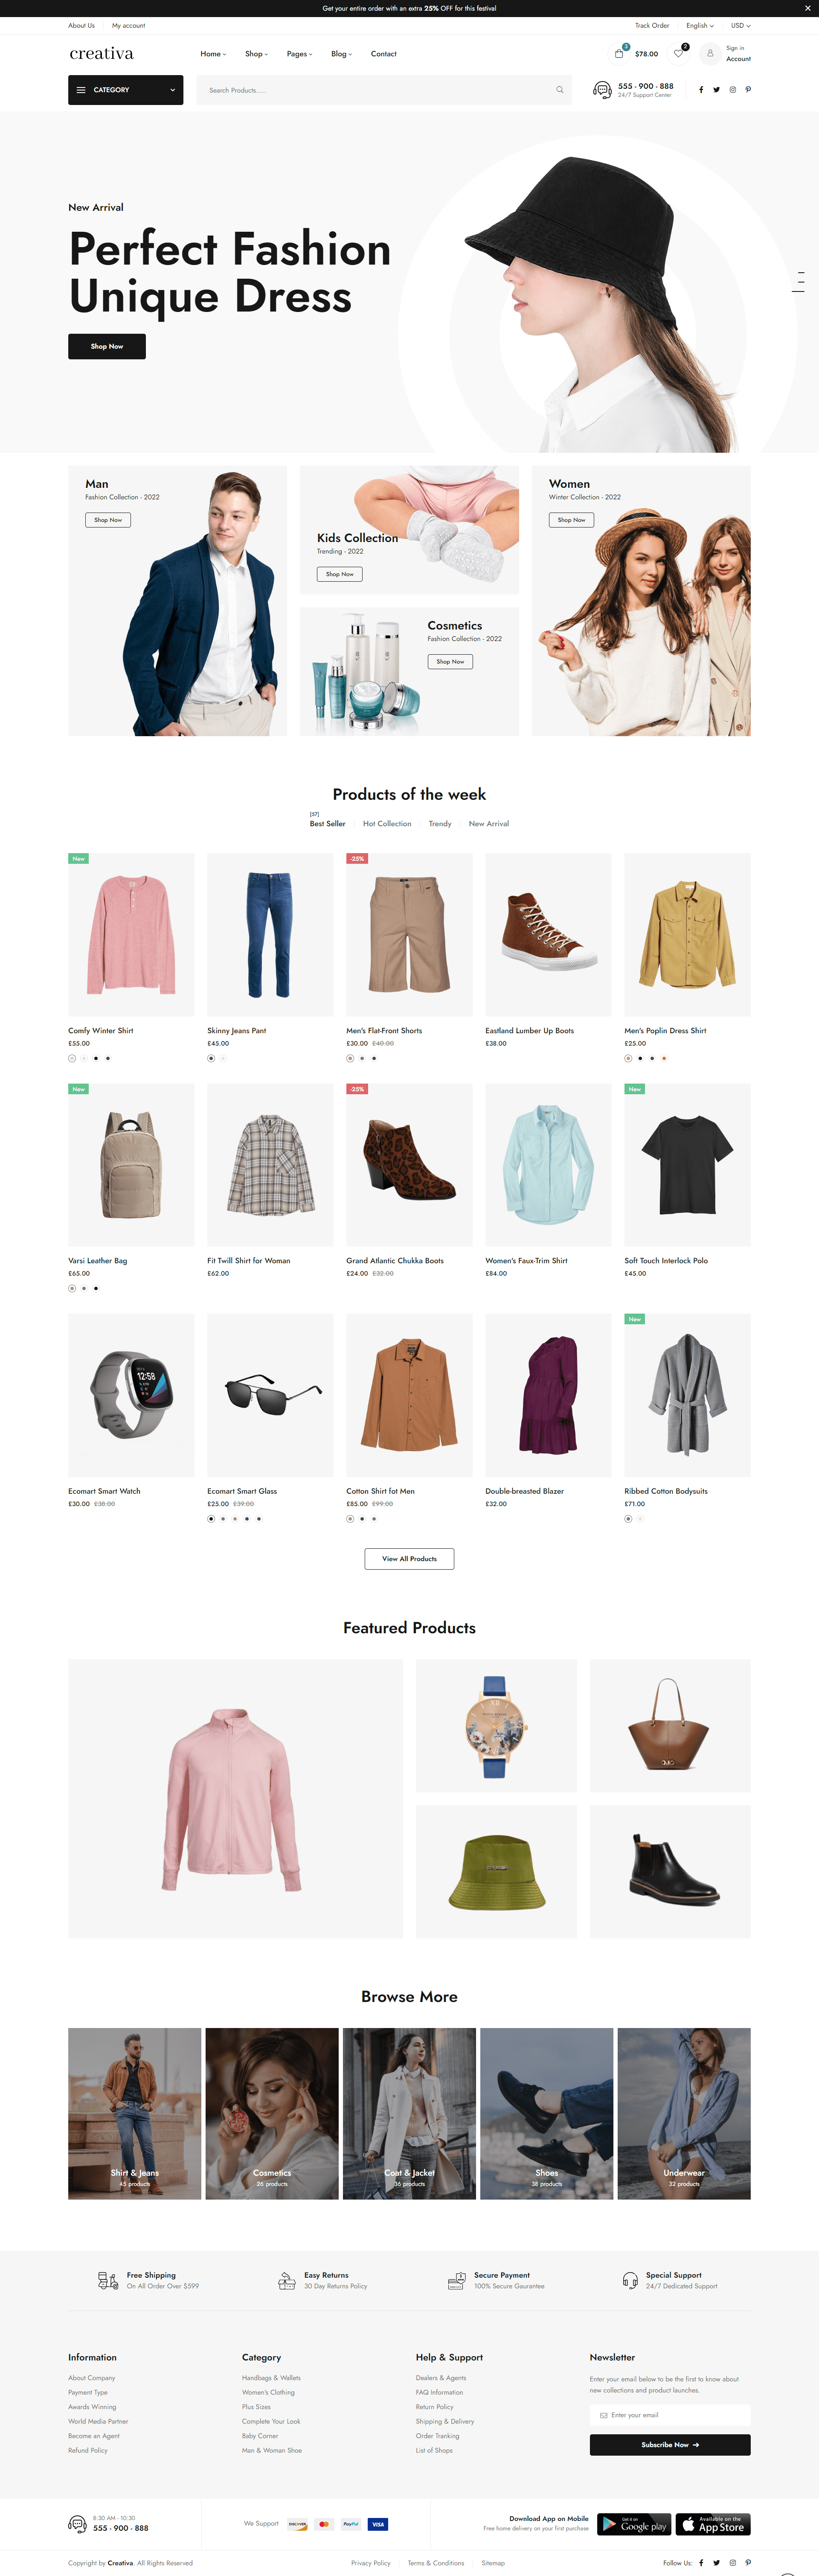 Get your entire order with an extra 25% OFF for this festival
About Us
My account
Track Order
English
USD
creativa
Home
Shop
Pages
Blog
Contact
3
$78.00
2
Sign in
Account
CATEGORY
Search Products......
555 - 900 - 888
24/7 Support Center
New Arrival
Perfect Fashion
Unique Dress
Shop Now
Man
Fashion Collection - 2022
Shop Now
Kids Collection
Trending - 2022
Shop Now
Cosmetics
Fashion Collection - 2022
Shop Now
Women
Winter Collection - 2022
Shop Now
Products of the week
[57]
Best Seller
Hot Collection
Trendy
New Arrival
New
-25%
Comfy Winter Shirt
£55.00
Skinny Jeans Pant
£45.00
Men's Flat-Front Shorts
£30.00 £40.00
Eastland Lumber Up Boots
£38.00
Men's Poplin Dress Shirt
£25.00
New
-25%
New
Varsi Leather Bag
£65.00
Fit Twill Shirt for Woman
£62.00
Grand Atlantic Chukka Boots
£24.00 £32.00
Women's Faux-Trim Shirt
£84.00
Soft Touch Interlock Polo
£45.00
New
12:58
Ecomart Smart Watch
£30.00 £38.00
Ecomart Smart Glass
£25.00 £39.00
Cotton Shirt fot Men
£85.00 £99.00
Double-breasted Blazer
£32.00
Ribbed Cotton Bodysuits
£71.00
View All Products
Featured Products
Browse More
Shirt & Jeans
45 products
Cosmetics
26 products
Coat & Jacket
36 products
Shoes
38 products
Underwear
32 products
Free Shipping
On All Order Over $599
Easy Returns
30 Day Returns Policy
Secure Payment
100% Secure Gaurantee
Special Support
24/7 Dedicated Support
Information
About Company
Payment Type
Awards Winning
World Media Partner
Become an Agent
Refund Policy
Category
Handbags & Wallets
Women's Clothing
Plus Sizes
Complete Your Look
Baby Corner
Man & Woman Shoe
Help & Support
Dealers & Agents
FAQ Information
Return Policy
Shipping & Delivery
Order Tranking
List of Shops
Newsletter
Enter your email below to be the first to know about
new collections and product launches.
Enter your email
Subscribe Now
8:30 AM - 10:30
555 - 900 - 888
We Support
DISCOVER
PayPal
VISA
Download App on Mobile
Free home delivery on your first purchase
Get it on
Google play
Available on the
App Store
Copyright by Creativa. All Rights Reserved
Privacy Policy
Terms & Conditions
Sitemap
Follow Us: